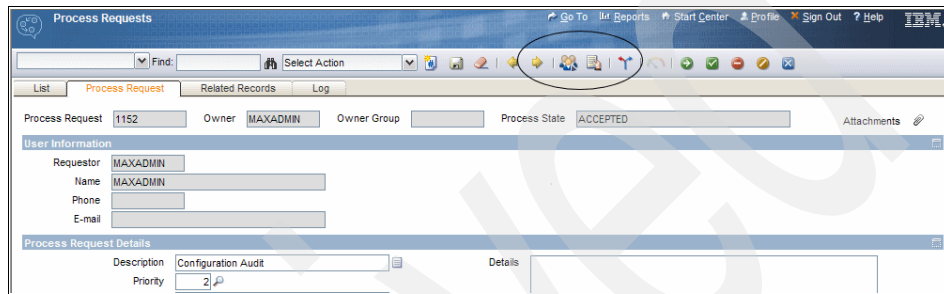 Process Requests Go To Reports Start Center Profile Sign Out ? Help IBM.
Find: Select Action
List Process Request Related Records Log
Process Request 1152 Owner MAXADMIN Owner Group Process State ACCEPTED Attachments
User Information
Requestor MAXADMIN
Name MAXADMIN
Phone
E-mail
Process Request Details
Description Configuration Audit Details
Priority 2